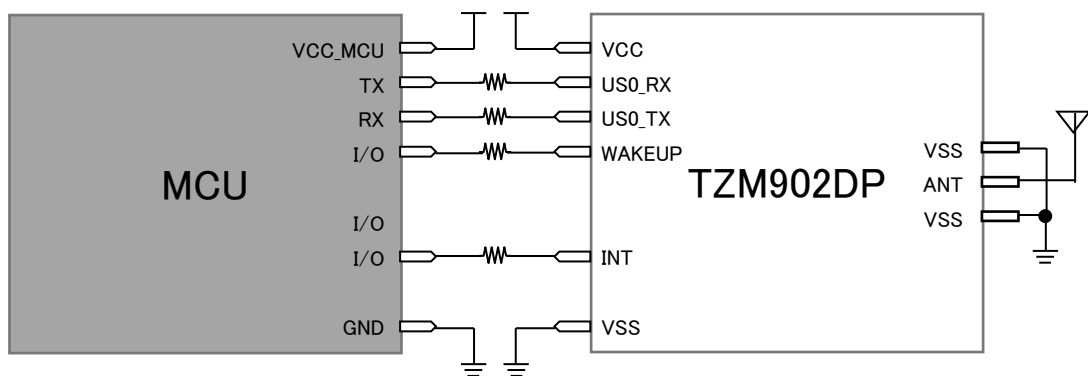 MCU
VCC_MCU
TX
RX
I/O
I/O
I/O
GND
TZM902DP
VCC
US0_RX
US0_TX
WAKEUP
INT
VSS
VSS
ANT
VSS